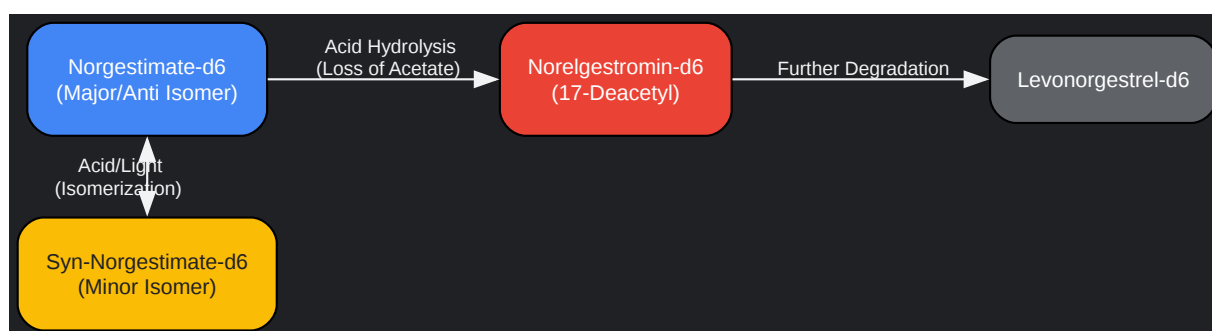 Norgestimate-d6
(Major/Anti Isomer)
Acid Hydrolysis
(Loss of Acetate)
Norelgestromin-d6
(17-Deacetyl)
Further Degradation
Levonorgestrel-d6
Acid/Light
(Isomerization)
Syn-Norgestimate-d6
(Minor Isomer)